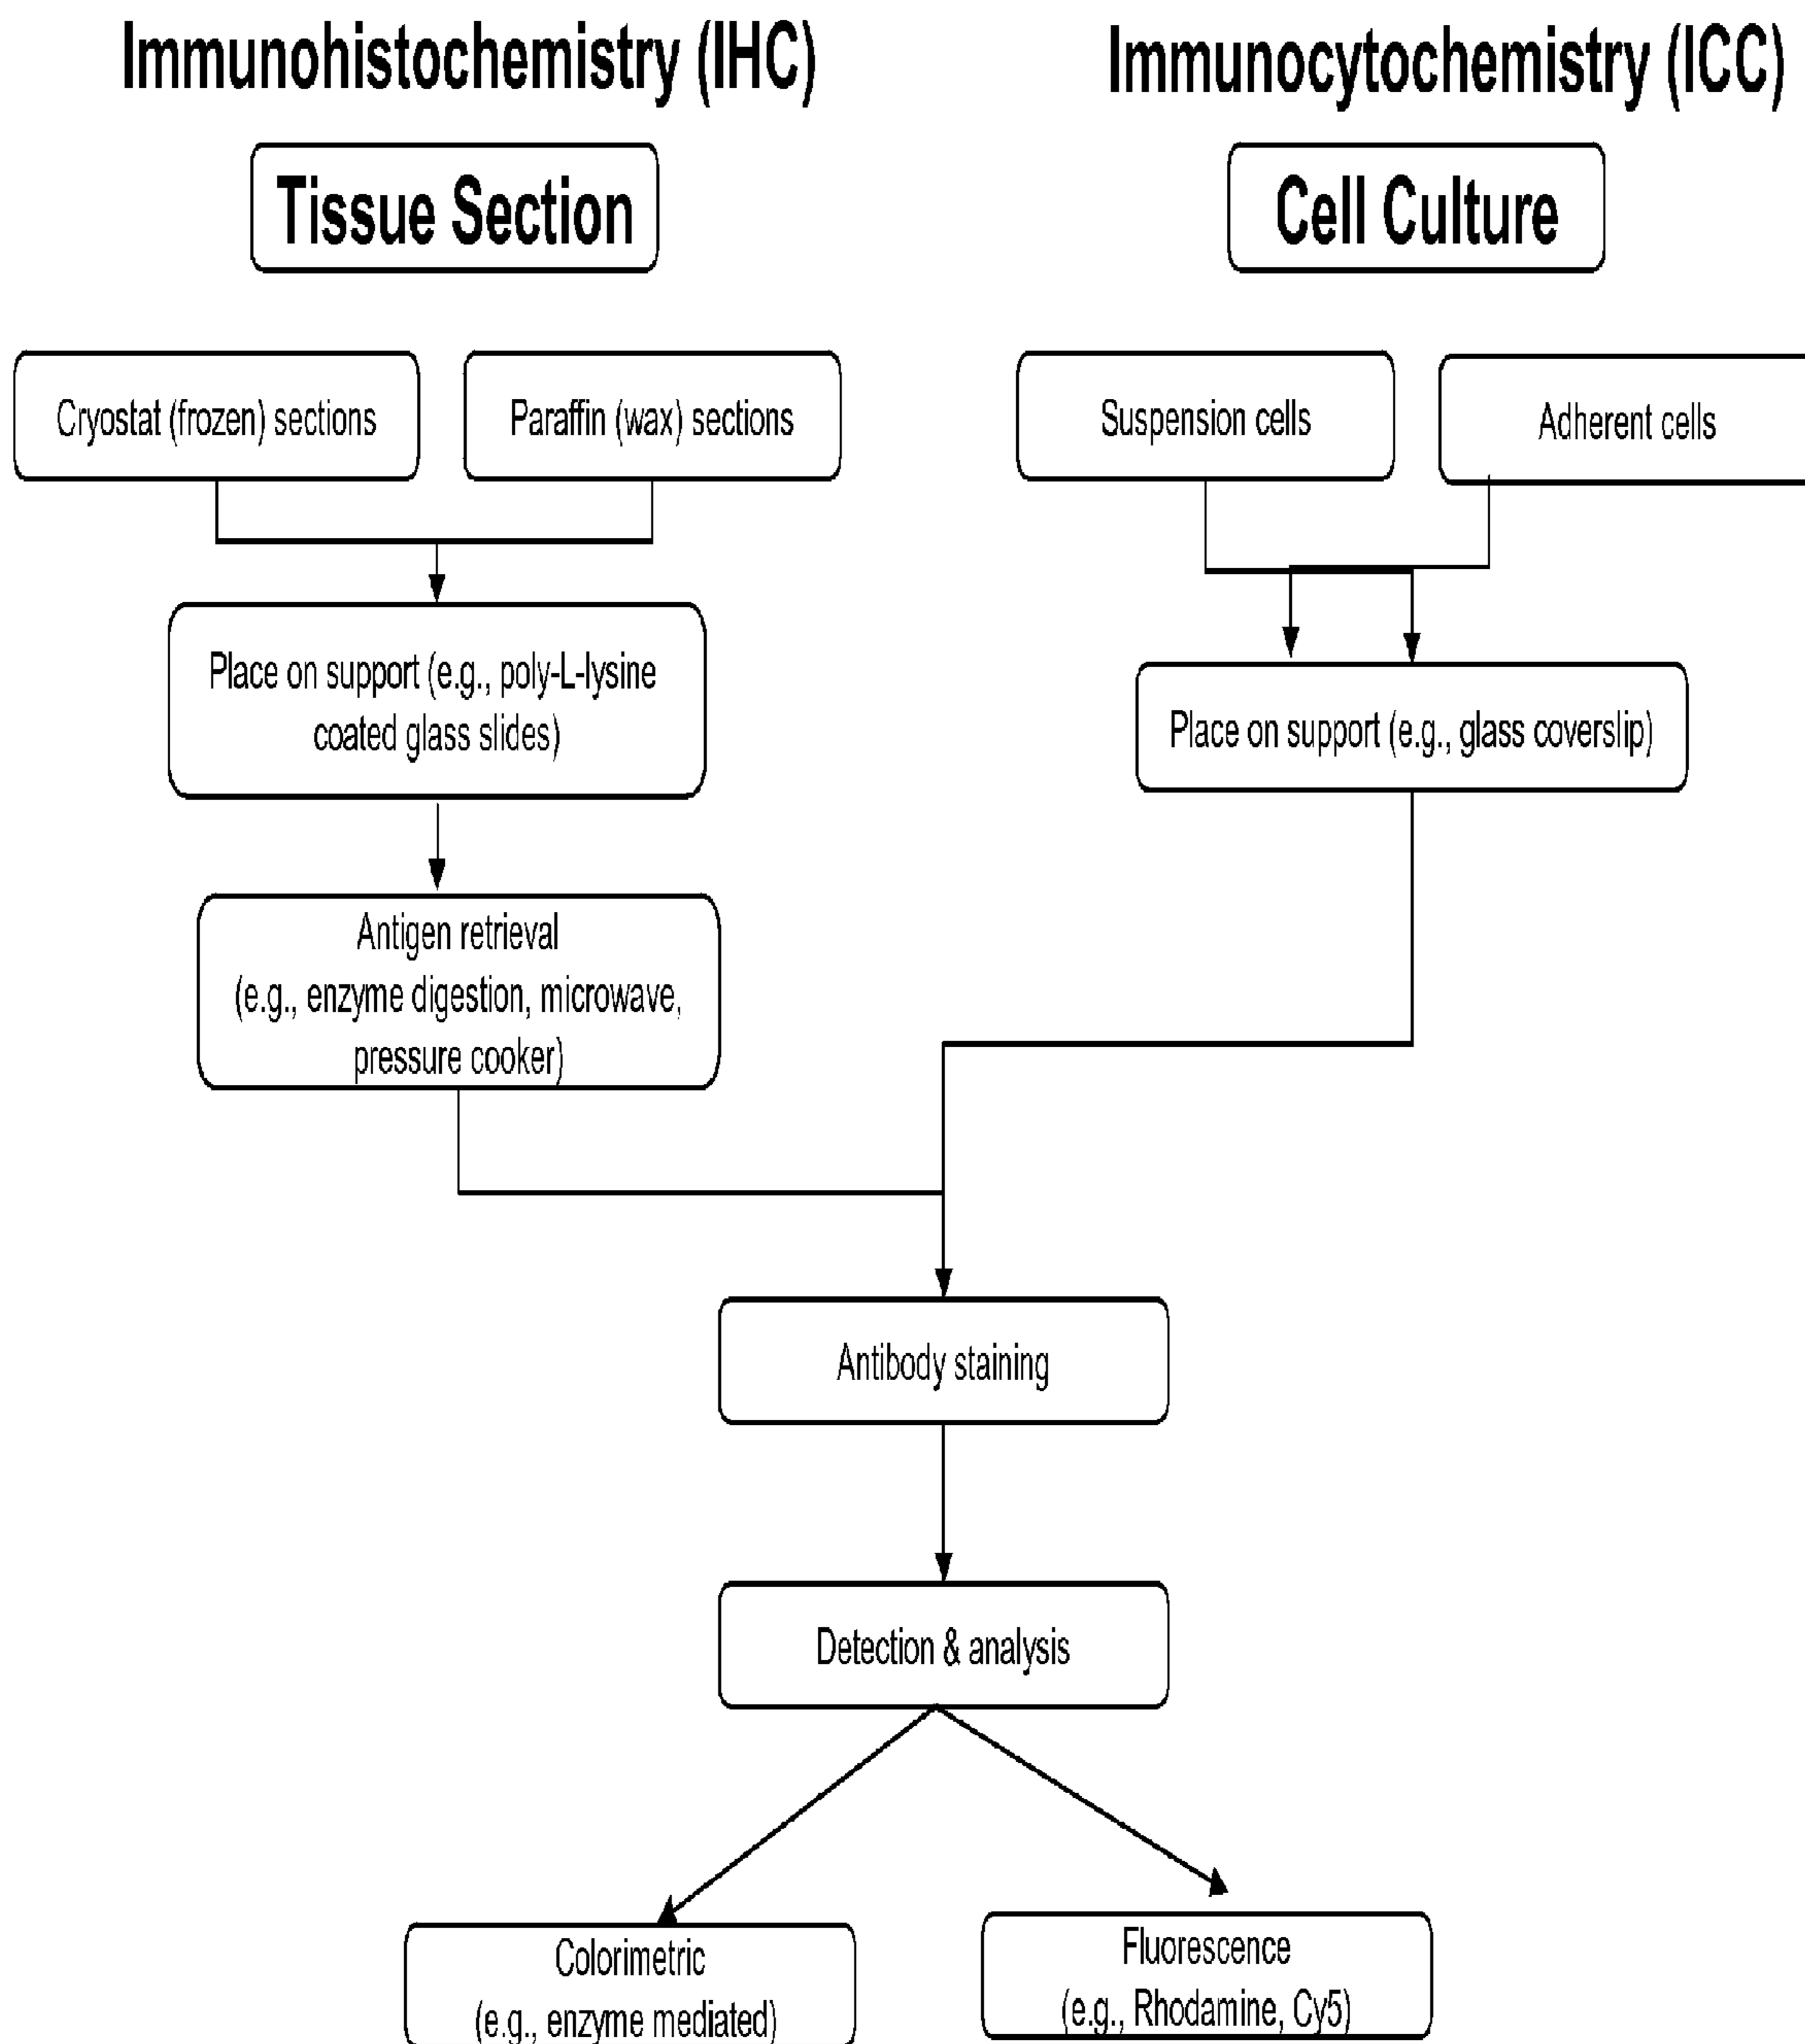 Immunohistochemistry (IHC)
Immunocytochemistry (ICC)
Tissue Section
Cell Culture
Cryostat (frozen) sections
Paraffin (wax) sections
Suspension cells
Adherent cells
Place on support (e.g., poly-L-lysine
coated glass slides)
Place on support (e.g., glass coverslip)
Antigen retrieval
(e.g., enzyme digestion, microwave,
pressure cooker)
Antibody staining
Detection & analysis
Colorimetric
(e.g., enzyme mediated)
Fluorescence
(e.g., Rhodamine, Cy5)